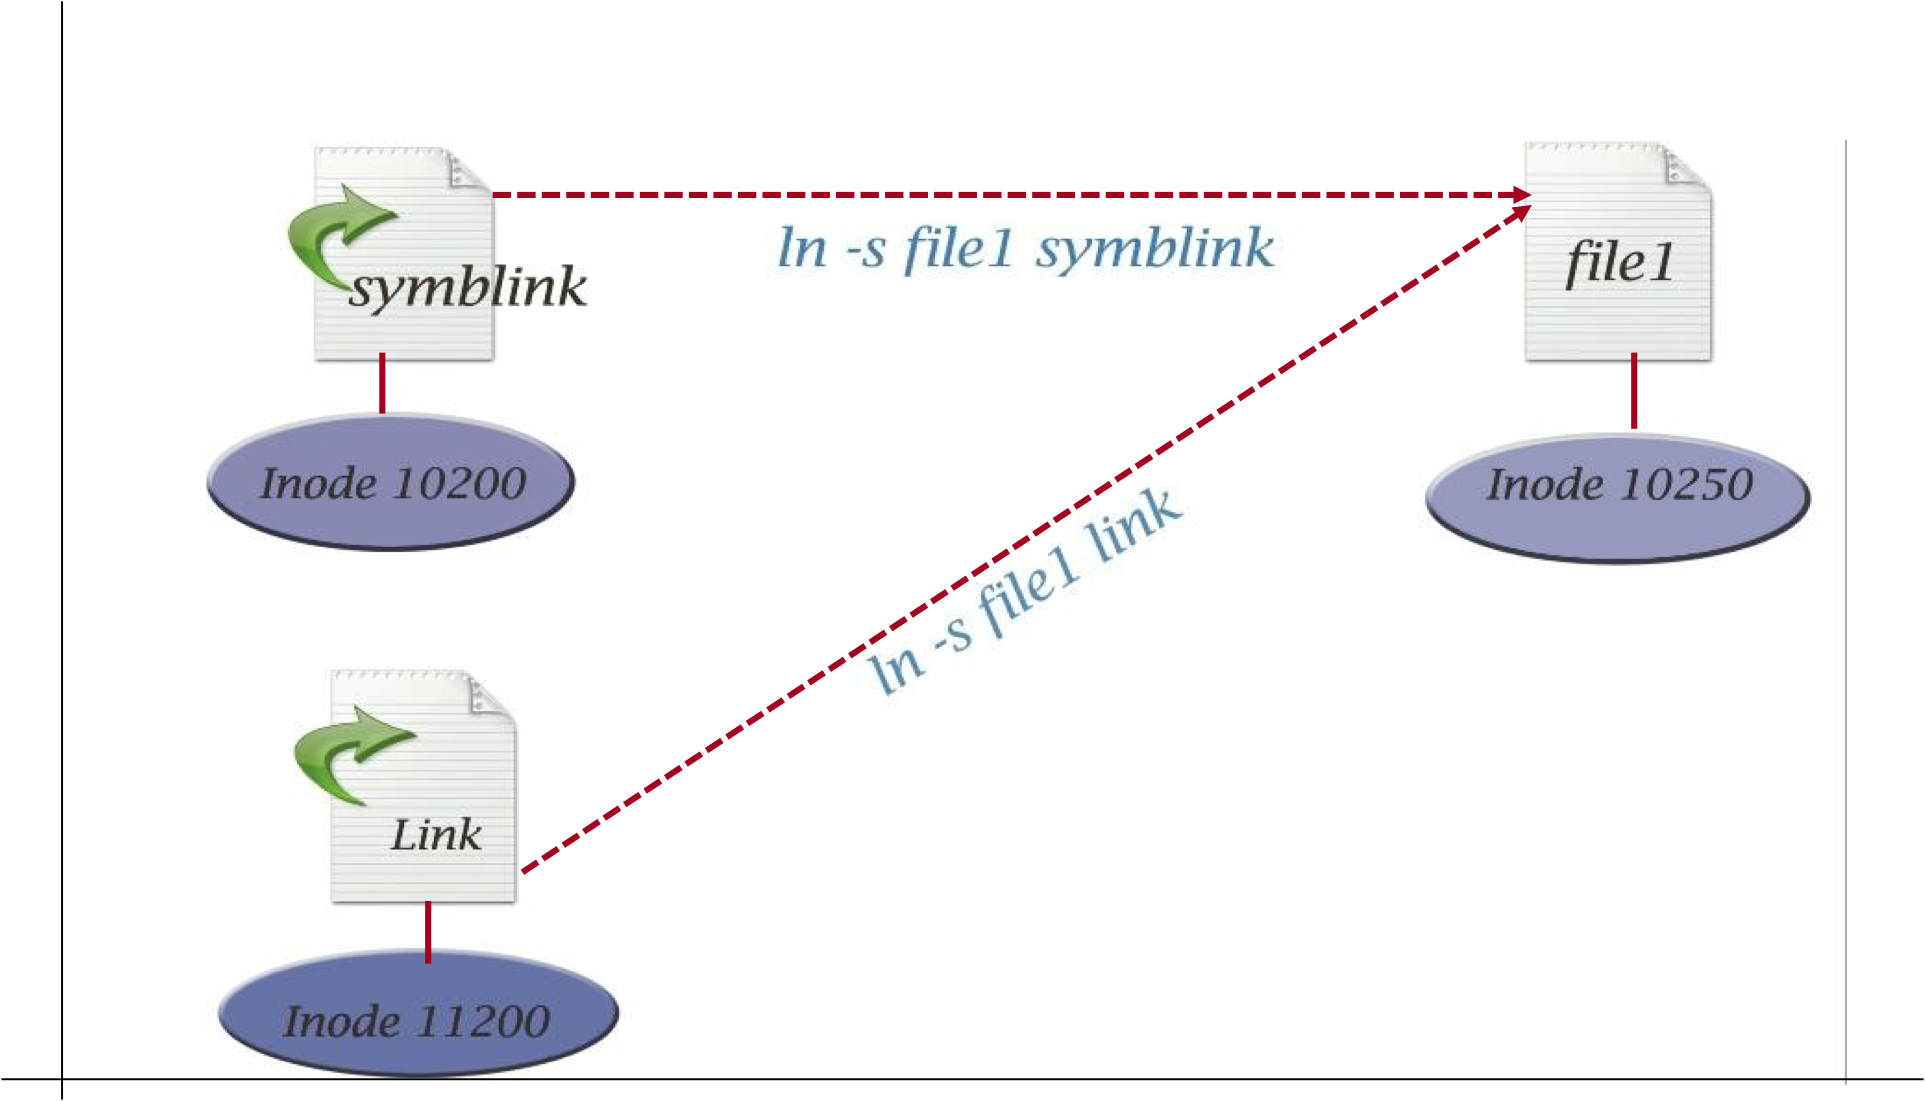 ln -s file1 symblink
file1
symblink
Inode 10200
Inode 10250
ln -s file1 link
Link
Inode 11200